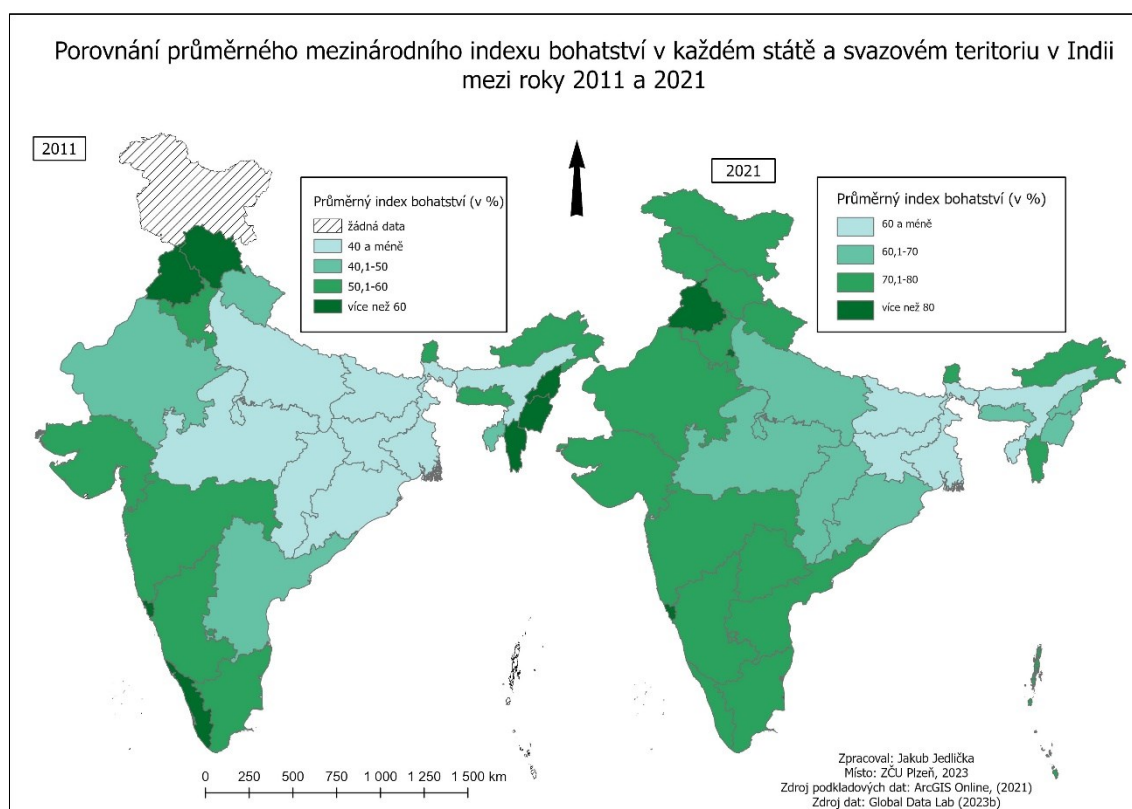 Porovnání průměrného mezinárodního indexu bohatství v každém státě a svazovém teritoriu v Indii
mezi roky 2011 a 2021
2011
Průměrný index bohatství (v %)
žádná data
40 a méně
40,1-50
50,1-60
více než 60
2021
Průměrný index bohatství (v %)
60 a méně
60,1-70
70,1-80
více než 80
0 250 500 750 1 000 1 250 1 500 km
Zpracoval: Jakub Jedlička
Místo: ZČU Plzeň, 2023
Zdroj podkladových dat: ArcGIS Online, (2021)
Zdroj dat: Global Data Lab (2023b)